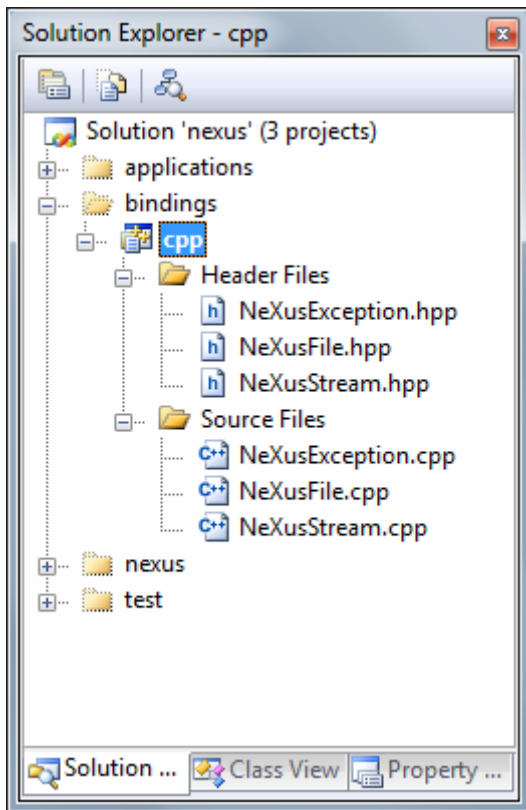 Solution Explorer - cpp
Solution 'nexus' (3 projects)
applications
bindings
cpp
Header Files
h NeXusException.hpp
h NeXusFile.hpp
h NeXusStream.hpp
Source Files
C++ NeXusException.cpp
C++ NeXusFile.cpp
C++ NeXusStream.cpp
nexus
test
Solution ... Class View Property ...